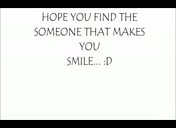 HOPE YOU FIND THE
SOMEONE THAT MAKES
YOU
SMILE... :D